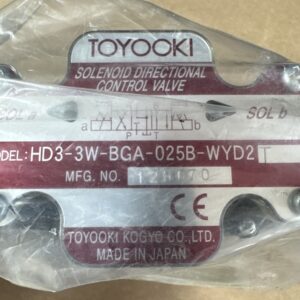 TOYOOKI
SOLENOID DIRECTIONAL
CONTROL VALVE
SOL a
SOL b
a
b
P T
MODEL: HD3-3W-BGA-025B-WYD2
MFG. NO.
CE
TOYOOKI KOGYO CO., LTD.
MADE IN JAPAN